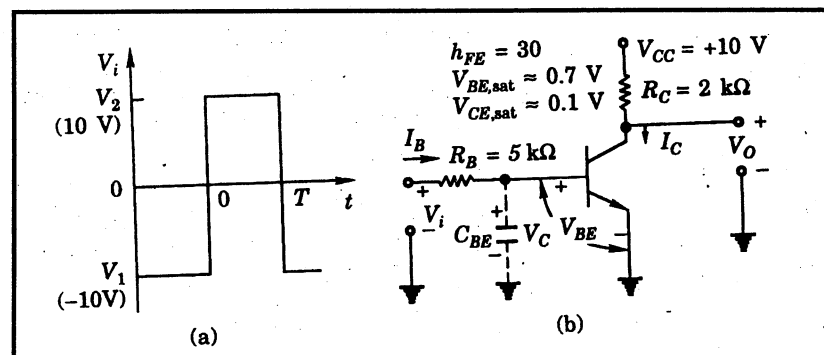 V_i
V_2
(10 V)
0
0
T
t
V_1
(−10V)
(a)
h_FE = 30
V_BE,sat ≈ 0.7 V
V_CE,sat ≈ 0.1 V
V_CC = +10 V
R_C = 2 kΩ
I_B
R_B = 5 kΩ
I_C
+
V_O
−
+
V_i
−
+
C_BE
V_C
−
+
V_BE
−
(b)